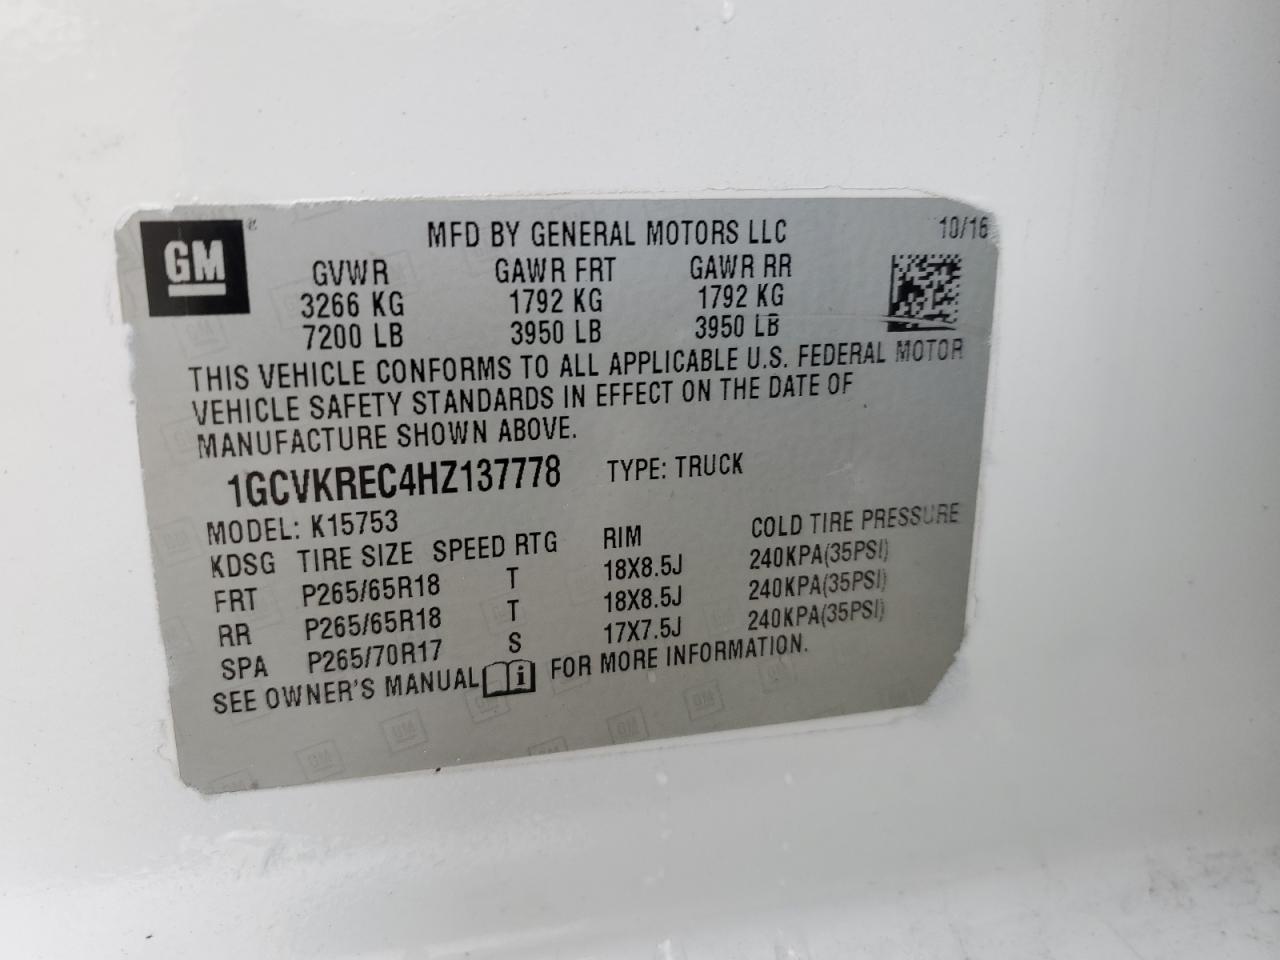 GM MFD BY GENERAL MOTORS LLC 10/16
GVWR GAWR FRT GAWR RR
3266 KG 1792 KG 1792 KG
7200 LB 3950 LB 3950 LB
THIS VEHICLE CONFORMS TO ALL APPLICABLE U.S. FEDERAL MOTOR
VEHICLE SAFETY STANDARDS IN EFFECT ON THE DATE OF
MANUFACTURE SHOWN ABOVE.
1GCVKREC4HZ137778 TYPE: TRUCK
MODEL: K15753
KDSG TIRE SIZE SPEED RTG RIM COLD TIRE PRESSURE
FRT P265/65R18 T 18X8.5J 240KPA(35PSI)
RR P265/65R18 T 18X8.5J 240KPA(35PSI)
SPA P265/70R17 S 17X7.5J 240KPA(35PSI)
SEE OWNER'S MANUAL i FOR MORE INFORMATION.